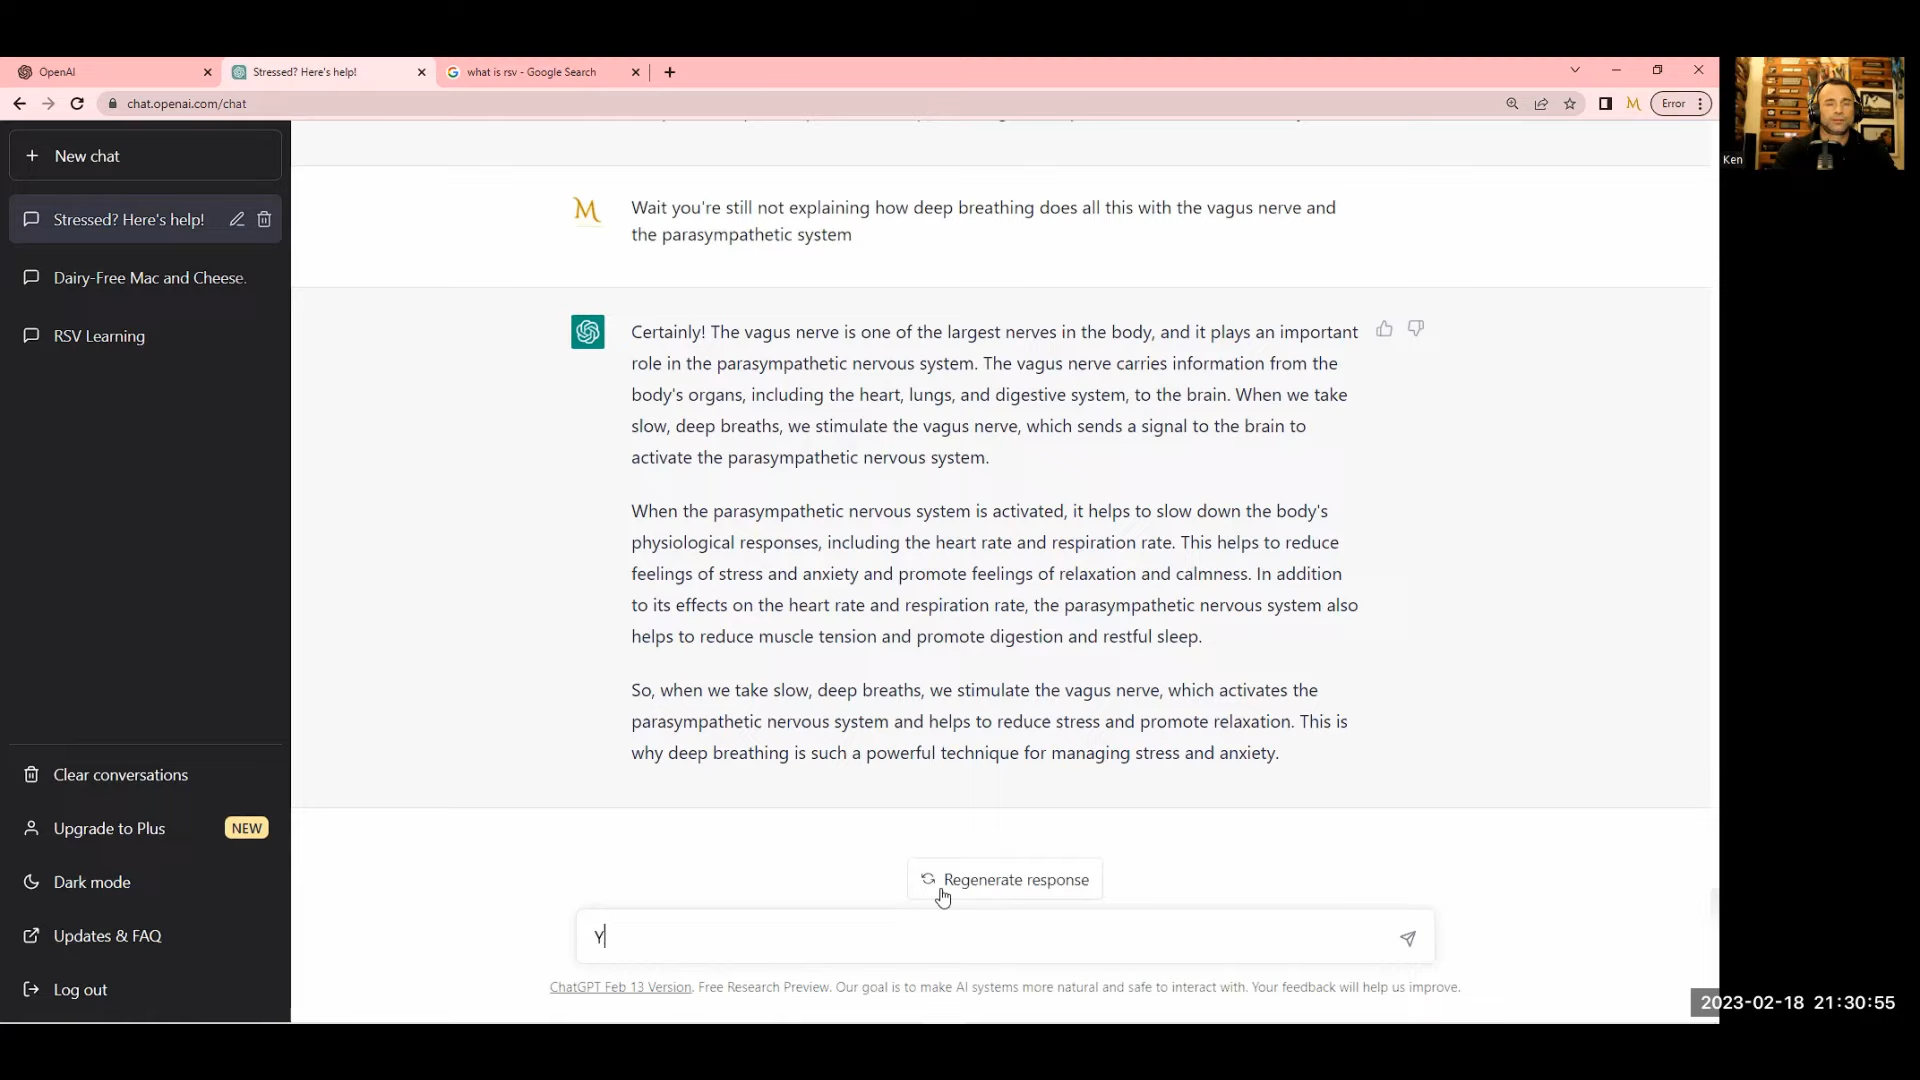 OpenAI
Stressed? Here's help!
what is rsv - Google Search
chat.openai.com/chat
M
Error
Ken
New chat
Stressed? Here's help!
Dairy-Free Mac and Cheese.
RSV Learning
M
Wait you're still not explaining how deep breathing does all this with the vagus nerve and
the parasympathetic system
Certainly! The vagus nerve is one of the largest nerves in the body, and it plays an important
role in the parasympathetic nervous system. The vagus nerve carries information from the
body's organs, including the heart, lungs, and digestive system, to the brain. When we take
slow, deep breaths, we stimulate the vagus nerve, which sends a signal to the brain to
activate the parasympathetic nervous system.
When the parasympathetic nervous system is activated, it helps to slow down the body's
physiological responses, including the heart rate and respiration rate. This helps to reduce
feelings of stress and anxiety and promote feelings of relaxation and calmness. In addition
to its effects on the heart rate and respiration rate, the parasympathetic nervous system also
helps to reduce muscle tension and promote digestion and restful sleep.
So, when we take slow, deep breaths, we stimulate the vagus nerve, which activates the
parasympathetic nervous system and helps to reduce stress and promote relaxation. This is
why deep breathing is such a powerful technique for managing stress and anxiety.
Clear conversations
Upgrade to Plus NEW
Dark mode
Updates & FAQ
Log out
Regenerate response
Y
ChatGPT Feb 13 Version. Free Research Preview. Our goal is to make AI systems more natural and safe to interact with. Your feedback will help us improve.
2023-02-18 21:30:55